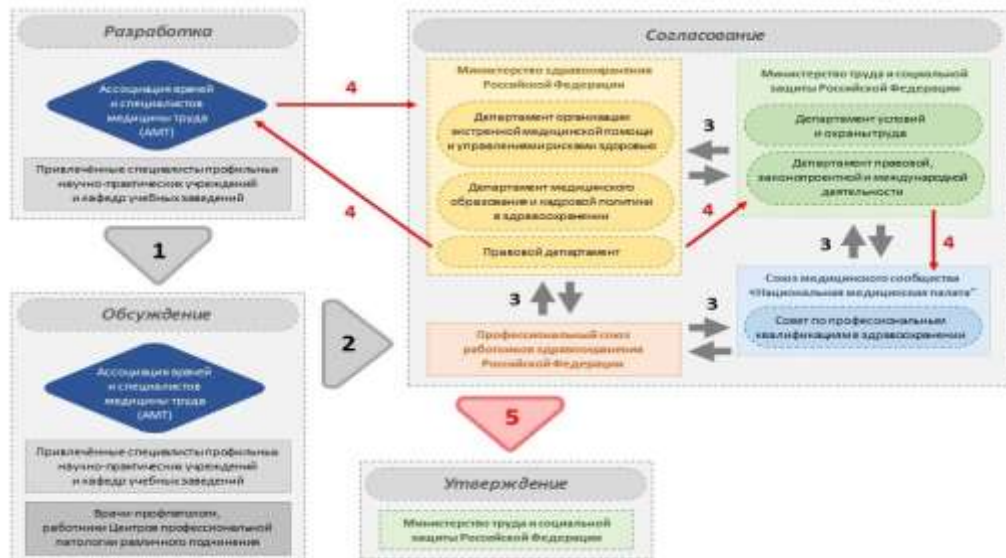 Разработка
Ассоциация врачей
и специалистов
медицины труда
(АМТ)
Привлечённые специалисты профильных
научно-практических учреждений
и кафедр учебных заведений
1
Обсуждение
Ассоциация врачей
и специалистов
медицины труда
(АМТ)
Привлечённые специалисты профильных
научно-практических учреждений
и кафедр учебных заведений
Врачи-профпатологи,
работники Центров профессиональной
патологии различного подчинения
2
Согласование
Министерство здравоохранения
Российской Федерации
Департамент организации
экстренной медицинской помощи
и управлениями рисками здоровью
Департамент медицинского
образования и кадровой политики
в здравоохранении
Правовой департамент
Министерство труда и социальной
защиты Российской Федерации
Департамент условий
и охраны труда
Департамент правовой,
законопроектной и международной
деятельности
Профессиональный союз
работников здравоохранения
Российской Федерации
Союз медицинского сообщества
«Национальная медицинская палата"
Совет по профессиональным
квалификациям в здравоохранении
3
3
3
3
4
4
4
4
5
Утверждение
Министерство труда и социальной
защиты Российской Федерации